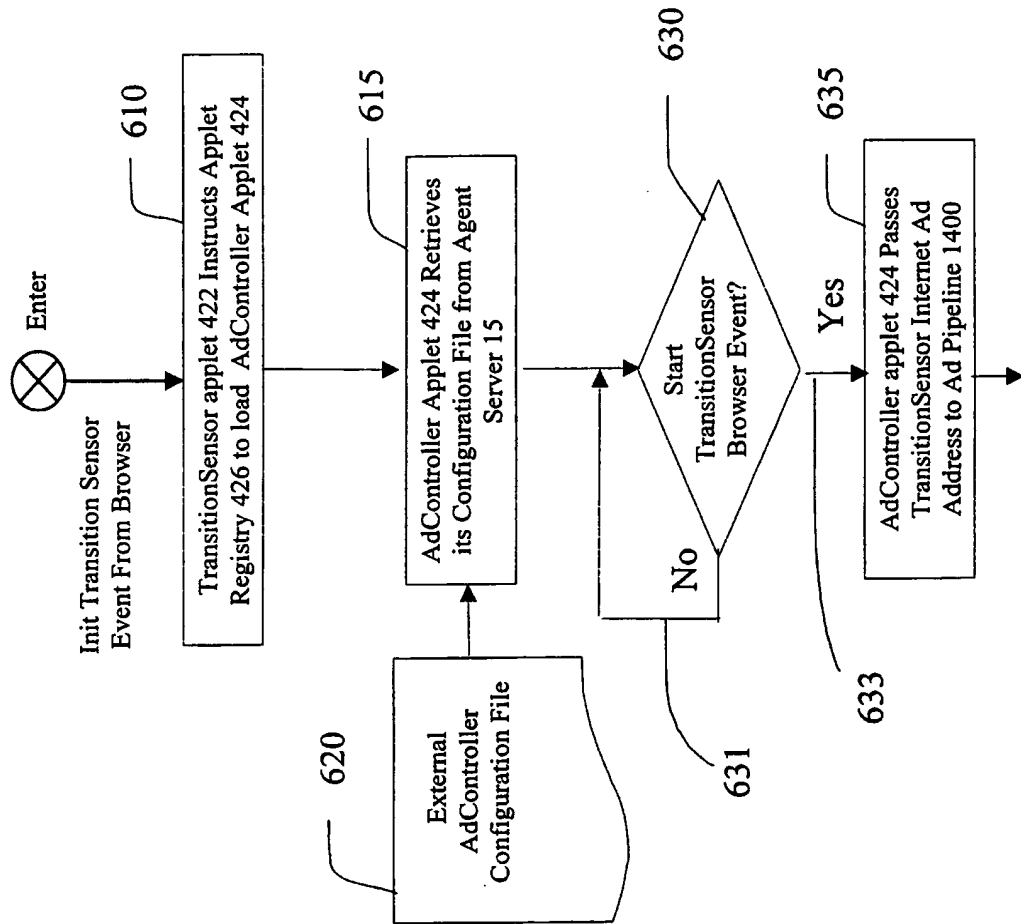 Enter
Init Transition Sensor
Event From Browser
610
TransitionSensor applet 422 Instructs Applet
Registry 426 to load AdController Applet 424
615
AdController Applet 424 Retrieves
its Configuration File from Agent
Server 15
620
External
AdController
Configuration File
630
Start
TransitionSensor
Browser Event?
No
631
Yes
633
635
AdController applet 424 Passes
TransitionSensor Internet Ad
Address to Ad Pipeline 1400